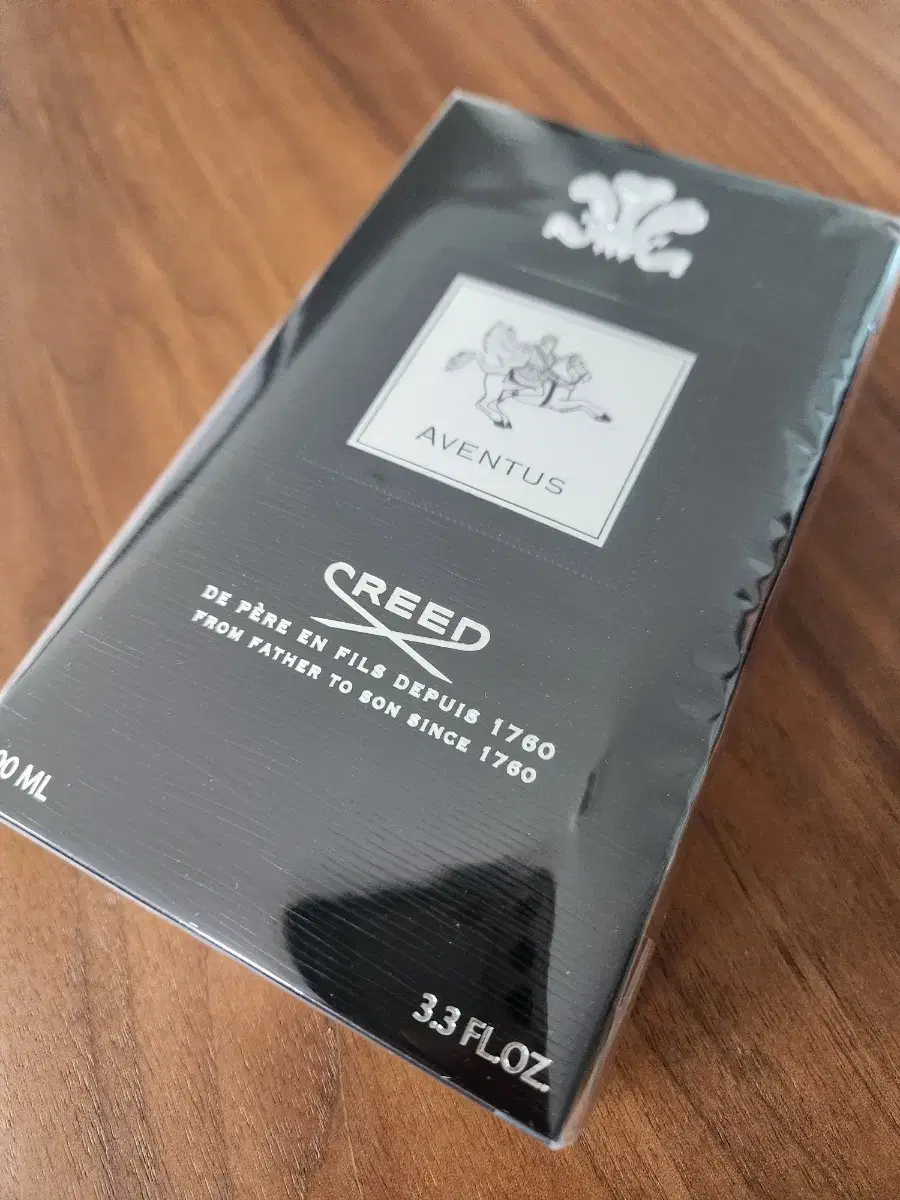 AVENTUS
CREED
DE PÈRE EN FILS DEPUIS 1760
FROM FATHER TO SON SINCE 1760
00 ML
3.3 FL.OZ.